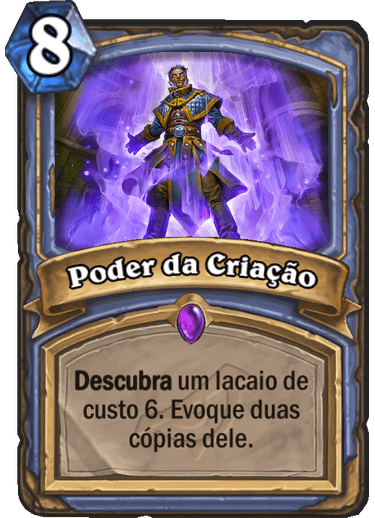 8
Poder da Criação
Descubra um lacaio de
custo 6. Evoque duas
cópias dele.